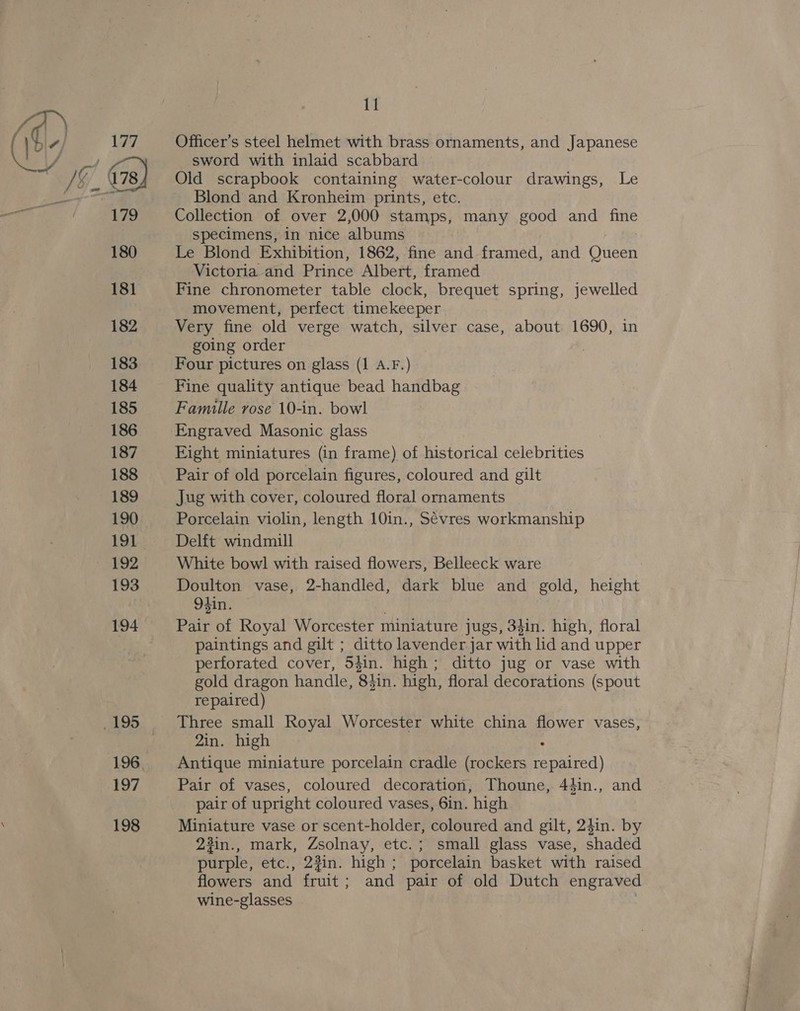 11
177 Officer's steel helmet with brass ornaments, and Japanese
sword with inlaid scabbard
178 Old scrapbook containing water-colour drawings, Le
Blond and Kronheim prints, etc.
179 Collection of over 2,000 stamps, many good and fine
specimens, in nice albums
180 Le Blond Exhibition, 1862, fine and framed, and Queen
Victoria and Prince Albert, framed
181 Fine chronometer table clock, brequet spring, jewelled
movement, perfect timekeeper
182 Very fine old verge watch, silver case, about 1690, in
going order
183 Four pictures on glass (1 A.F.)
184 Fine quality antique bead handbag
185 Famille rose 10-in. bowl
186 Engraved Masonic glass
187 Eight miniatures (in frame) of historical celebrities
188 Pair of old porcelain figures, coloured and gilt
189 Jug with cover, coloured floral ornaments
190 Porcelain violin, length 10in., Sévres workmanship
191 Delft windmill
192 White bowl with raised flowers, Belleeck ware
193 Doulton vase, 2-handled, dark blue and gold, height
9½in.
194 Pair of Royal Worcester miniature jugs, 3½in. high, floral
paintings and gilt ; ditto lavender jar with lid and upper
perforated cover, 5½in. high ; ditto jug or vase with
gold dragon handle, 8½in. high, floral decorations (spout
repaired)
195 Three small Royal Worcester white china flower vases,
2in. high
196 Antique miniature porcelain cradle (rockers repaired)
197 Pair of vases, coloured decoration, Thoune, 4½in., and
pair of upright coloured vases, 6in. high
198 Miniature vase or scent-holder, coloured and gilt, 2½in. by
2¾in., mark, Zsolnay, etc. ; small glass vase, shaded
purple, etc., 2¾in. high ; porcelain basket with raised
flowers and fruit ; and pair of old Dutch engraved
wine-glasses